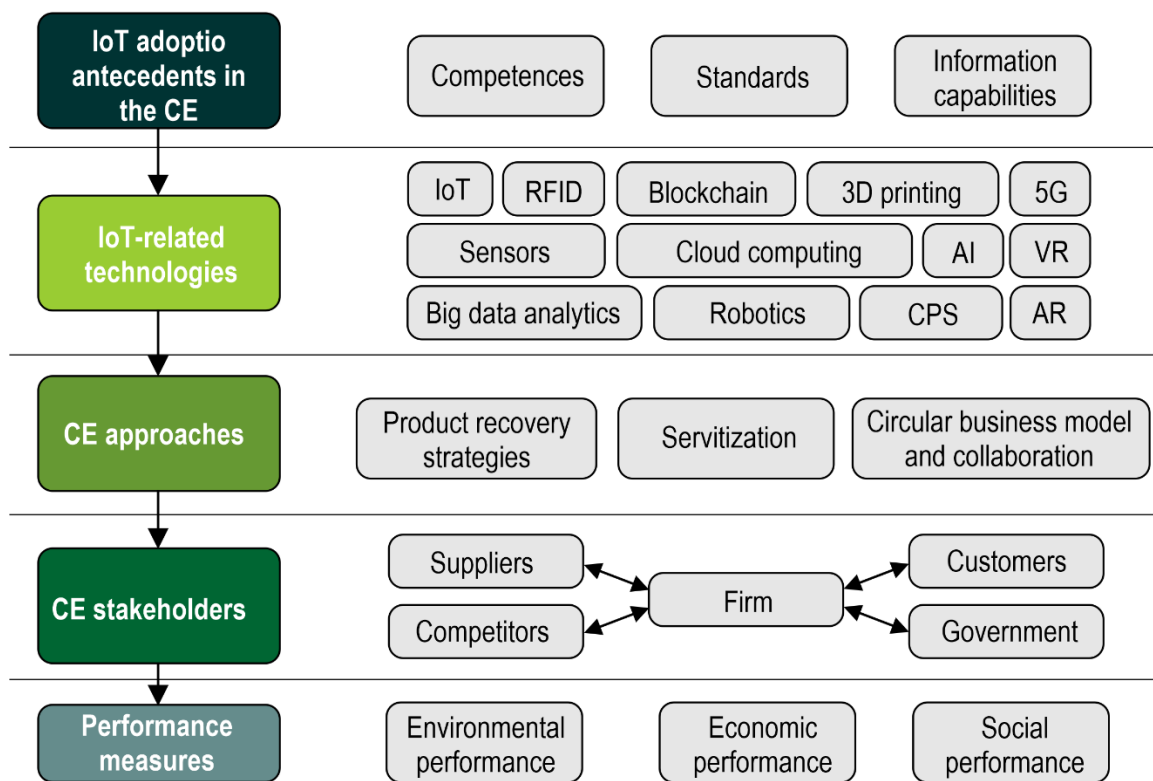 IoT adoptio
antecedents in
the CE
Competences
Standards
Information
capabilities
IoT-related
technologies
IoT
RFID
Blockchain
3D printing
5G
Sensors
Cloud computing
AI
VR
Big data analytics
Robotics
CPS
AR
CE approaches
Product recovery
strategies
Servitization
Circular business model
and collaboration
CE stakeholders
Suppliers
Competitors
Firm
Customers
Government
Performance
measures
Environmental
performance
Economic
performance
Social
performance